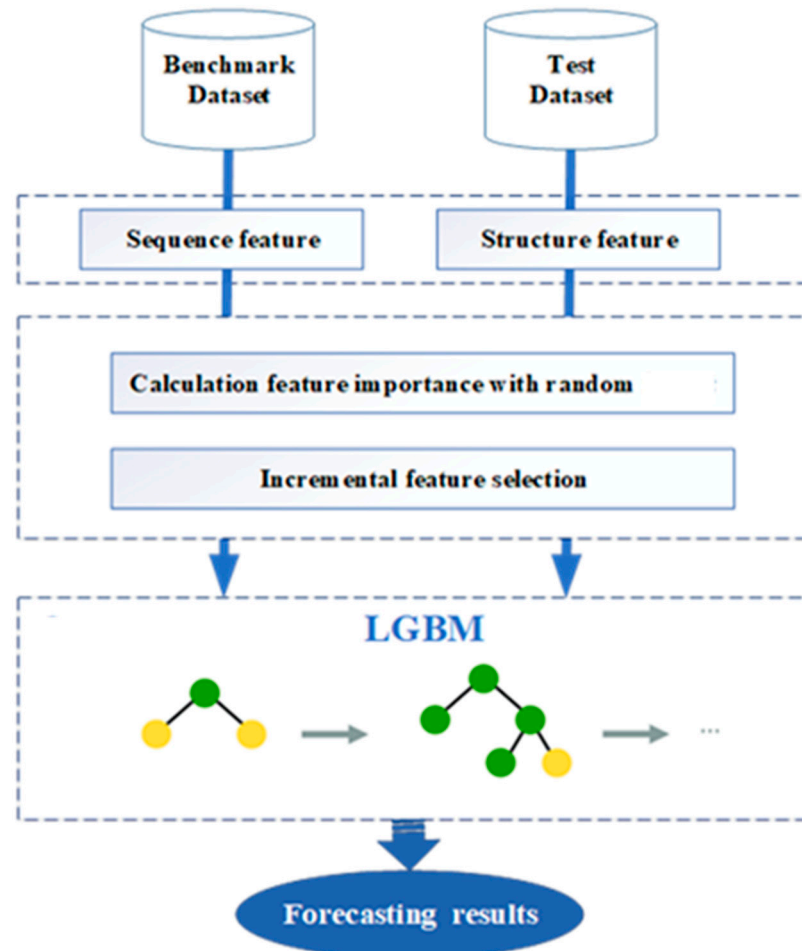 Benchmark
Dataset
Test
Dataset
Sequence feature
Structure feature
Calculation feature importance with random
Incremental feature selection
LGBM
...
Forecasting results